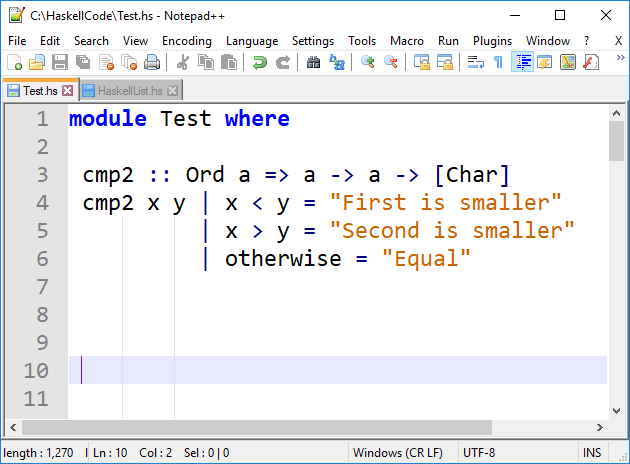 C:\HaskellCode\Test.hs - Notepad++
File Edit Search View Encoding Language Settings Tools Macro Run Plugins Window ? X
Test.hs HaskellList.hs
1 module Test where
2
3 cmp2 :: Ord a => a -> a -> [Char]
4 cmp2 x y | x < y = "First is smaller"
5 | x > y = "Second is smaller"
6 | otherwise = "Equal"
7
8
9
10
11
length : 1,270 l Ln : 10 Col : 2 Sel : 0 | 0 Windows (CR LF) UTF-8 INS